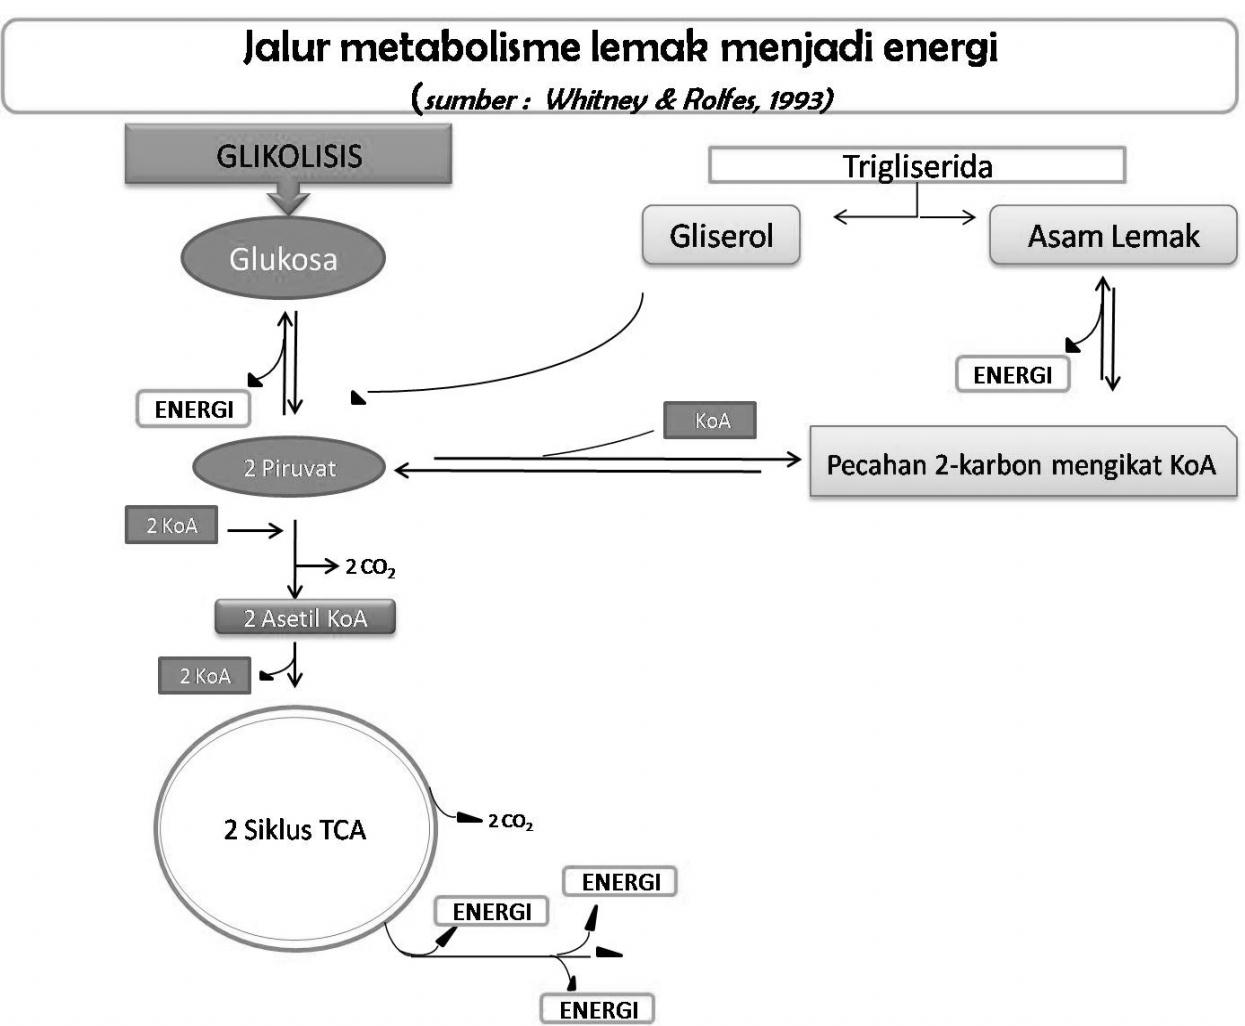 Jalur metabolisme lemak menjadi energi
(sumber : Whitney & Rolfes, 1993)
GLIKOLISIS
Trigliserida
Glukosa
Gliserol
Asam Lemak
ENERGI
ENERGI
KoA
2 Piruvat
Pecahan 2-karbon mengikat KoA
2 KoA
2 CO₂
2 Asetil KoA
2 KoA
2 Siklus TCA
2 CO₂
ENERGI
ENERGI
ENERGI